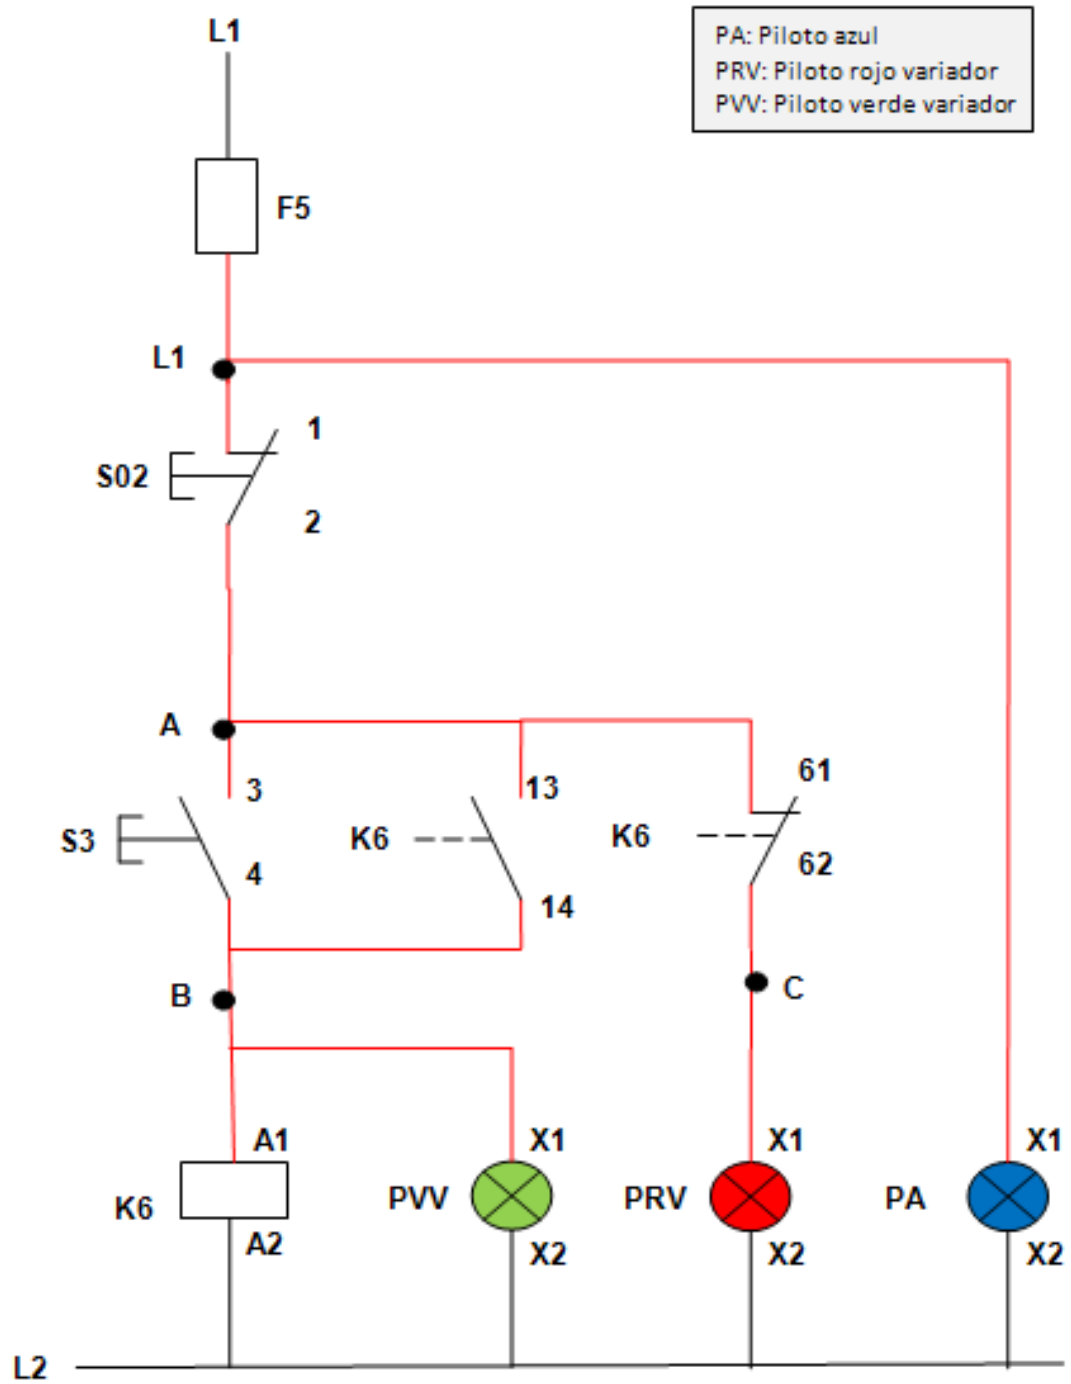 L1
PA: Piloto azul
PRV: Piloto rojo variador
PVV: Piloto verde variador
F5
L1
1
S02
2
A
3
13
61
S3
K6
K6
4
62
14
B
C
A1
X1
X1
X1
K6
PVV
PRV
PA
A2
X2
X2
X2
L2